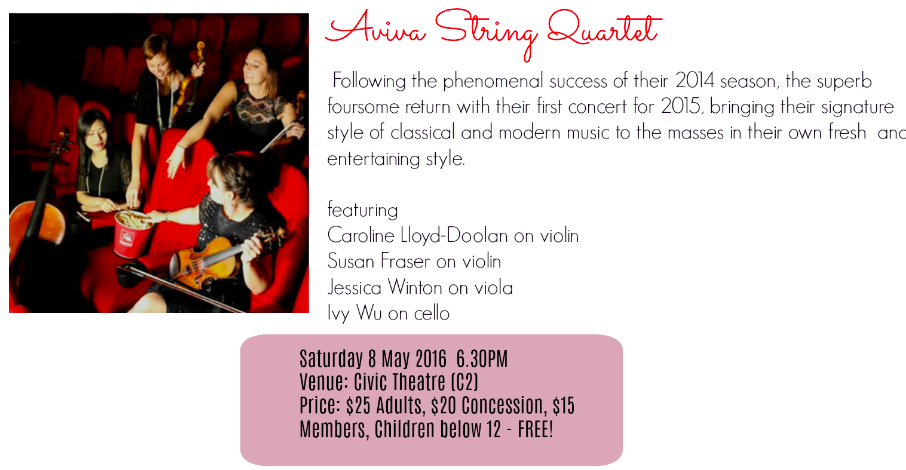 Aviva String Quartet
Following the phenomenal success of their 2014 season, the superb
foursome return with their first concert for 2015, bringing their signature
style of classical and modern music to the masses in their own fresh and
entertaining style.
featuring
Caroline Lloyd-Doolan on violin
Susan Fraser on violin
Jessica Winton on viola
Ivy Wu on cello
Saturday 8 May 2016 6.30PM
Venue: Civic Theatre (C2)
Price: $25 Adults, $20 Concession, $15
Members, Children below 12 - FREE!